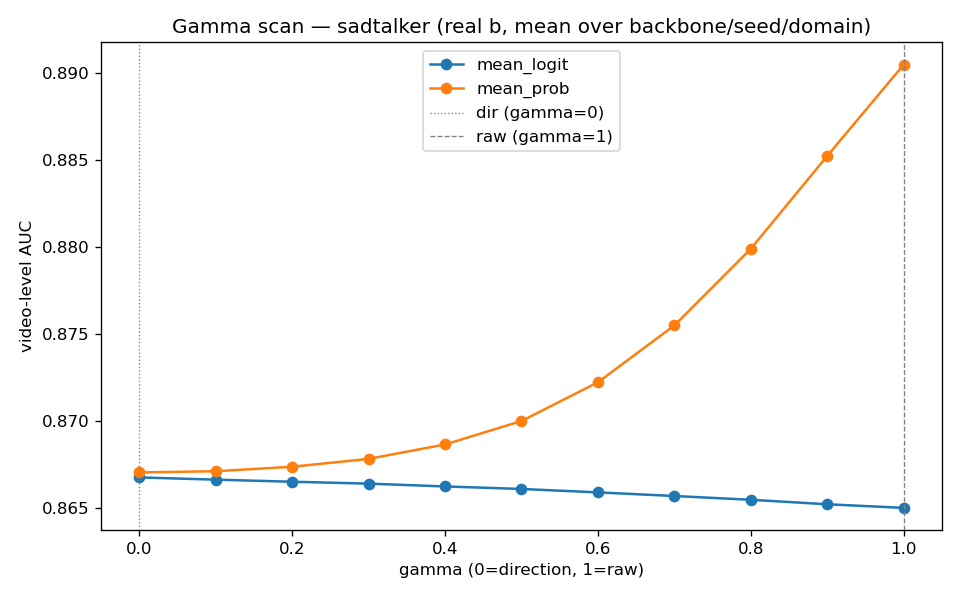 Gamma scan — sadtalker (real b, mean over backbone/seed/domain)
mean_logit
mean_prob
dir (gamma=0)
raw (gamma=1)
video-level AUC
0.890
0.885
0.880
0.875
0.870
0.865
0.0
0.2
0.4
0.6
0.8
1.0
gamma (0=direction, 1=raw)